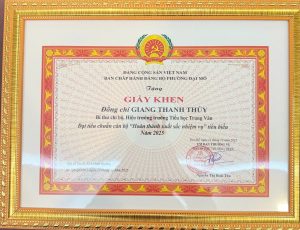 ĐẢNG CỘNG SẢN VIỆT NAM
BAN CHẤP HÀNH ĐẢNG BỘ PHƯỜNG ĐẠI MỖ
TẶNG
GIẤY KHEN
Đồng chí GIANG THANH THỦY
Bí thư chi bộ, Hiệu trưởng trường Tiểu học Trung Văn
Đạt tiêu chuẩn cán bộ "Hoàn thành xuất sắc nhiệm vụ" tiêu biểu
Năm 2025